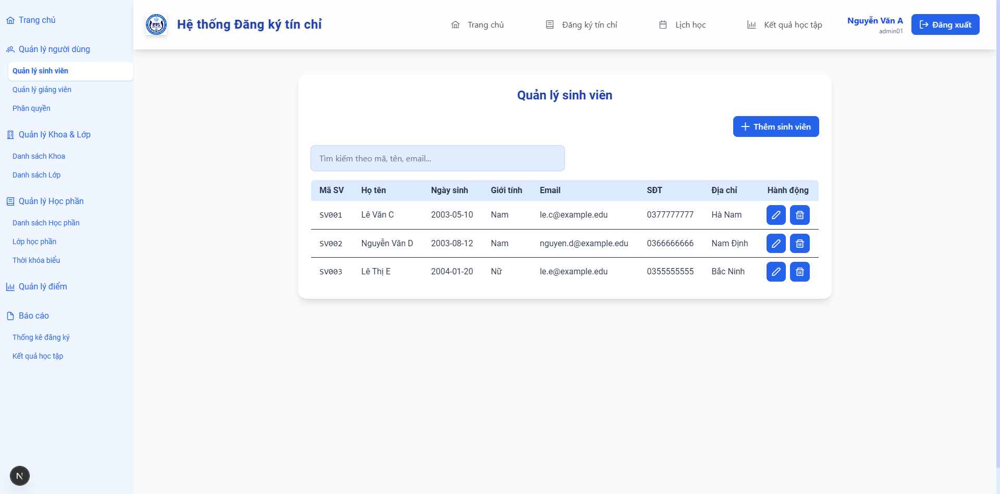 Trang chủ
Quản lý người dùng
Quản lý sinh viên
Quản lý giảng viên
Phân quyền
Quản lý Khoa & Lớp
Danh sách Khoa
Danh sách Lớp
Quản lý Học phần
Danh sách Học phần
Lớp học phần
Thời khóa biểu
Quản lý điểm
Báo cáo
Thống kê đăng ký
Kết quả học tập
N
Hệ thống Đăng ký tín chỉ
Trang chủ Đăng ký tín chỉ Lịch học Kết quả học tập
Nguyễn Văn A
admin01
Đăng xuất
Quản lý sinh viên
Thêm sinh viên
Tìm kiếm theo mã, tên, email...
Mã SV Họ tên Ngày sinh Giới tính Email SĐT Địa chỉ Hành động
SV001 Lê Văn C 2003-05-10 Nam le.c@example.edu 0377777777 Hà Nam
SV002 Nguyễn Văn D 2003-08-12 Nam nguyen.d@example.edu 0366666666 Nam Định
SV003 Lê Thị E 2004-01-20 Nữ le.e@example.edu 0355555555 Bắc Ninh